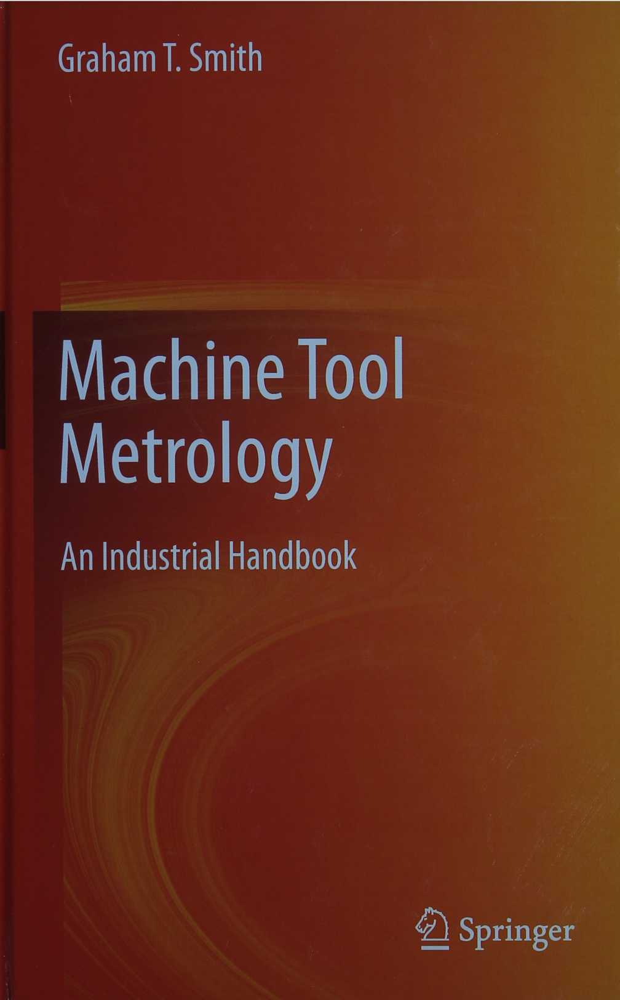 Graham T. Smith
Machine Tool
Metrology
An Industrial Handbook
Springer